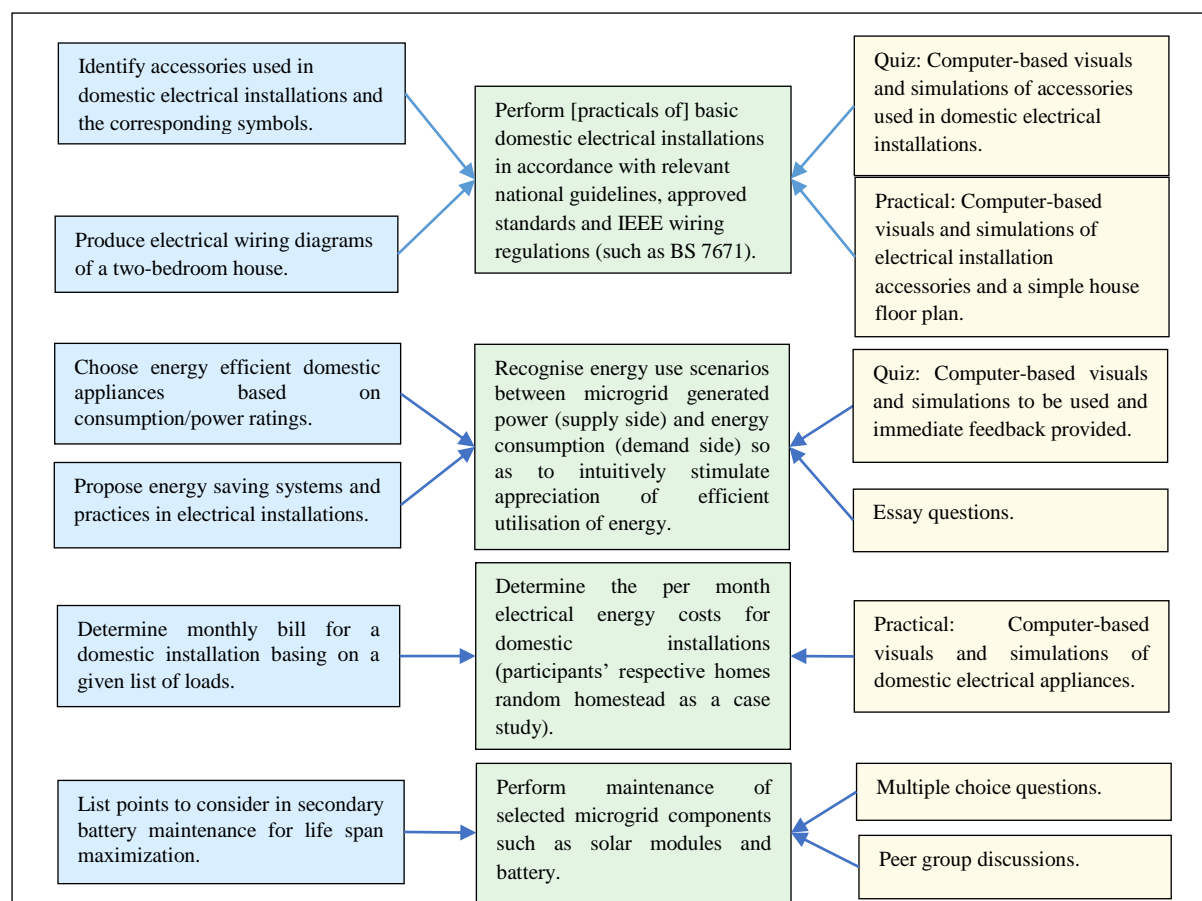 Identify accessories used in
domestic electrical installations and
the corresponding symbols.
Produce electrical wiring diagrams
of a two-bedroom house.
Perform [practicals of] basic
domestic electrical installations
in accordance with relevant
national guidelines, approved
standards and IEEE wiring
regulations (such as BS 7671).
Quiz: Computer-based visuals
and simulations of accessories
used in domestic electrical
installations.
Practical: Computer-based
visuals and simulations of
electrical installation
accessories and a simple house
floor plan.
Choose energy efficient domestic
appliances based on
consumption/power ratings.
Propose energy saving systems and
practices in electrical installations.
Recognise energy use scenarios
between microgrid generated
power (supply side) and energy
consumption (demand side) so
as to intuitively stimulate
appreciation of efficient
utilisation of energy.
Quiz: Computer-based visuals
and simulations to be used and
immediate feedback provided.
Essay questions.
Determine monthly bill for a
domestic installation basing on a
given list of loads.
Determine the per month
electrical energy costs for
domestic installations
(participants’ respective homes
random homestead as a case
study).
Practical: Computer-based
visuals and simulations of
domestic electrical appliances.
List points to consider in secondary
battery maintenance for life span
maximization.
Perform maintenance of
selected microgrid components
such as solar modules and
battery.
Multiple choice questions.
Peer group discussions.